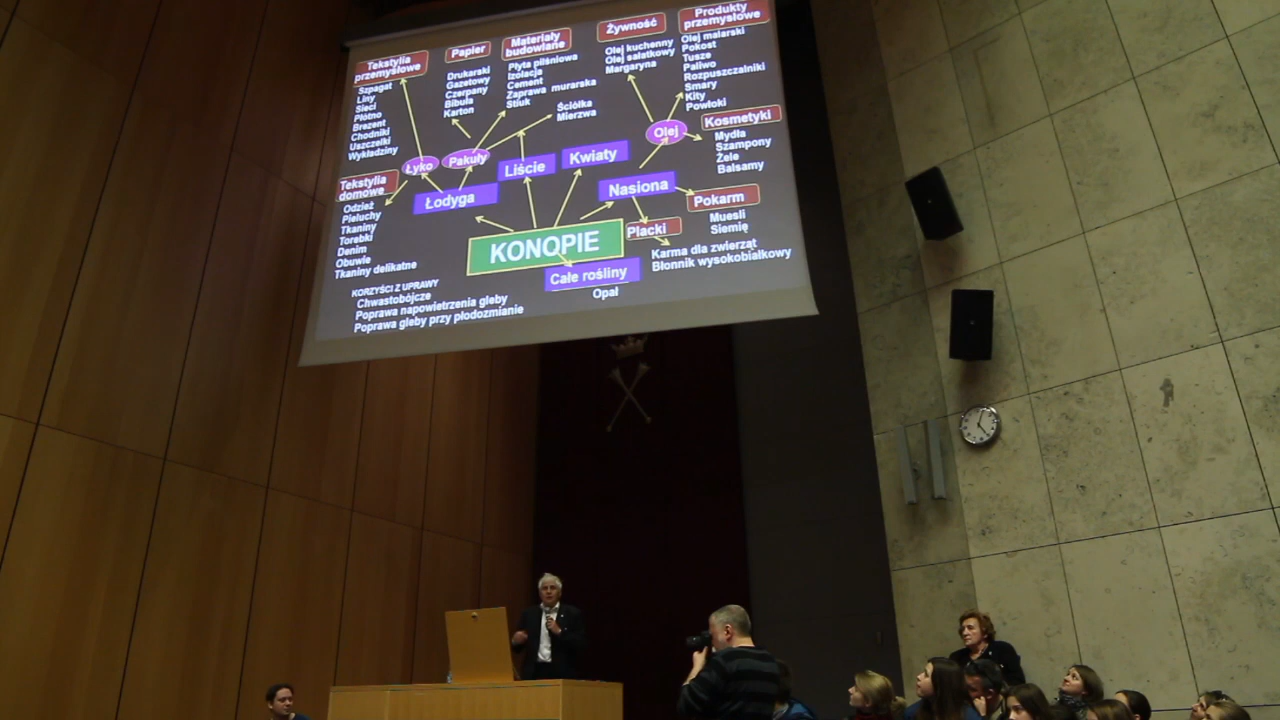 Tekstylia
przemysłowe
Szpagat
Liny
Sieci
Płótno
Brezent
Chodniki
Uszczelki
Wykładziny
Papier
Drukarski
Gazetowy
Czerpany
Bibuła
Karton
Materiały
budowlane
Płyta pilśniowa
Izolacja
Cement
Zaprawa murarska
Stiuk
Ściółka
Mierzwa
Żywność
Olej kuchenny
Olej sałatkowy
Margaryna
Produkty
przemysłowe
Olej malarski
Pokost
Tusze
Paliwo
Rozpuszczalniki
Smary
Kity
Powłoki
Kosmetyki
Mydła
Szampony
Żele
Balsamy
Łyko
Pakuły
Liście
Kwiaty
Olej
Tekstylia
domowe
Odzież
Pieluchy
Tkaniny
Torebki
Denim
Obuwie
Tkaniny delikatne
Łodyga
Nasiona
Pokarm
Muesli
Siemię
KONOPIE
Placki
Karma dla zwierząt
Błonnik wysokobiałkowy
Całe rośliny
Opał
KORZYŚCI Z UPRAWY
Chwastobójcze
Poprawa napowietrzenia gleby
Poprawa gleby przy płodozmianie